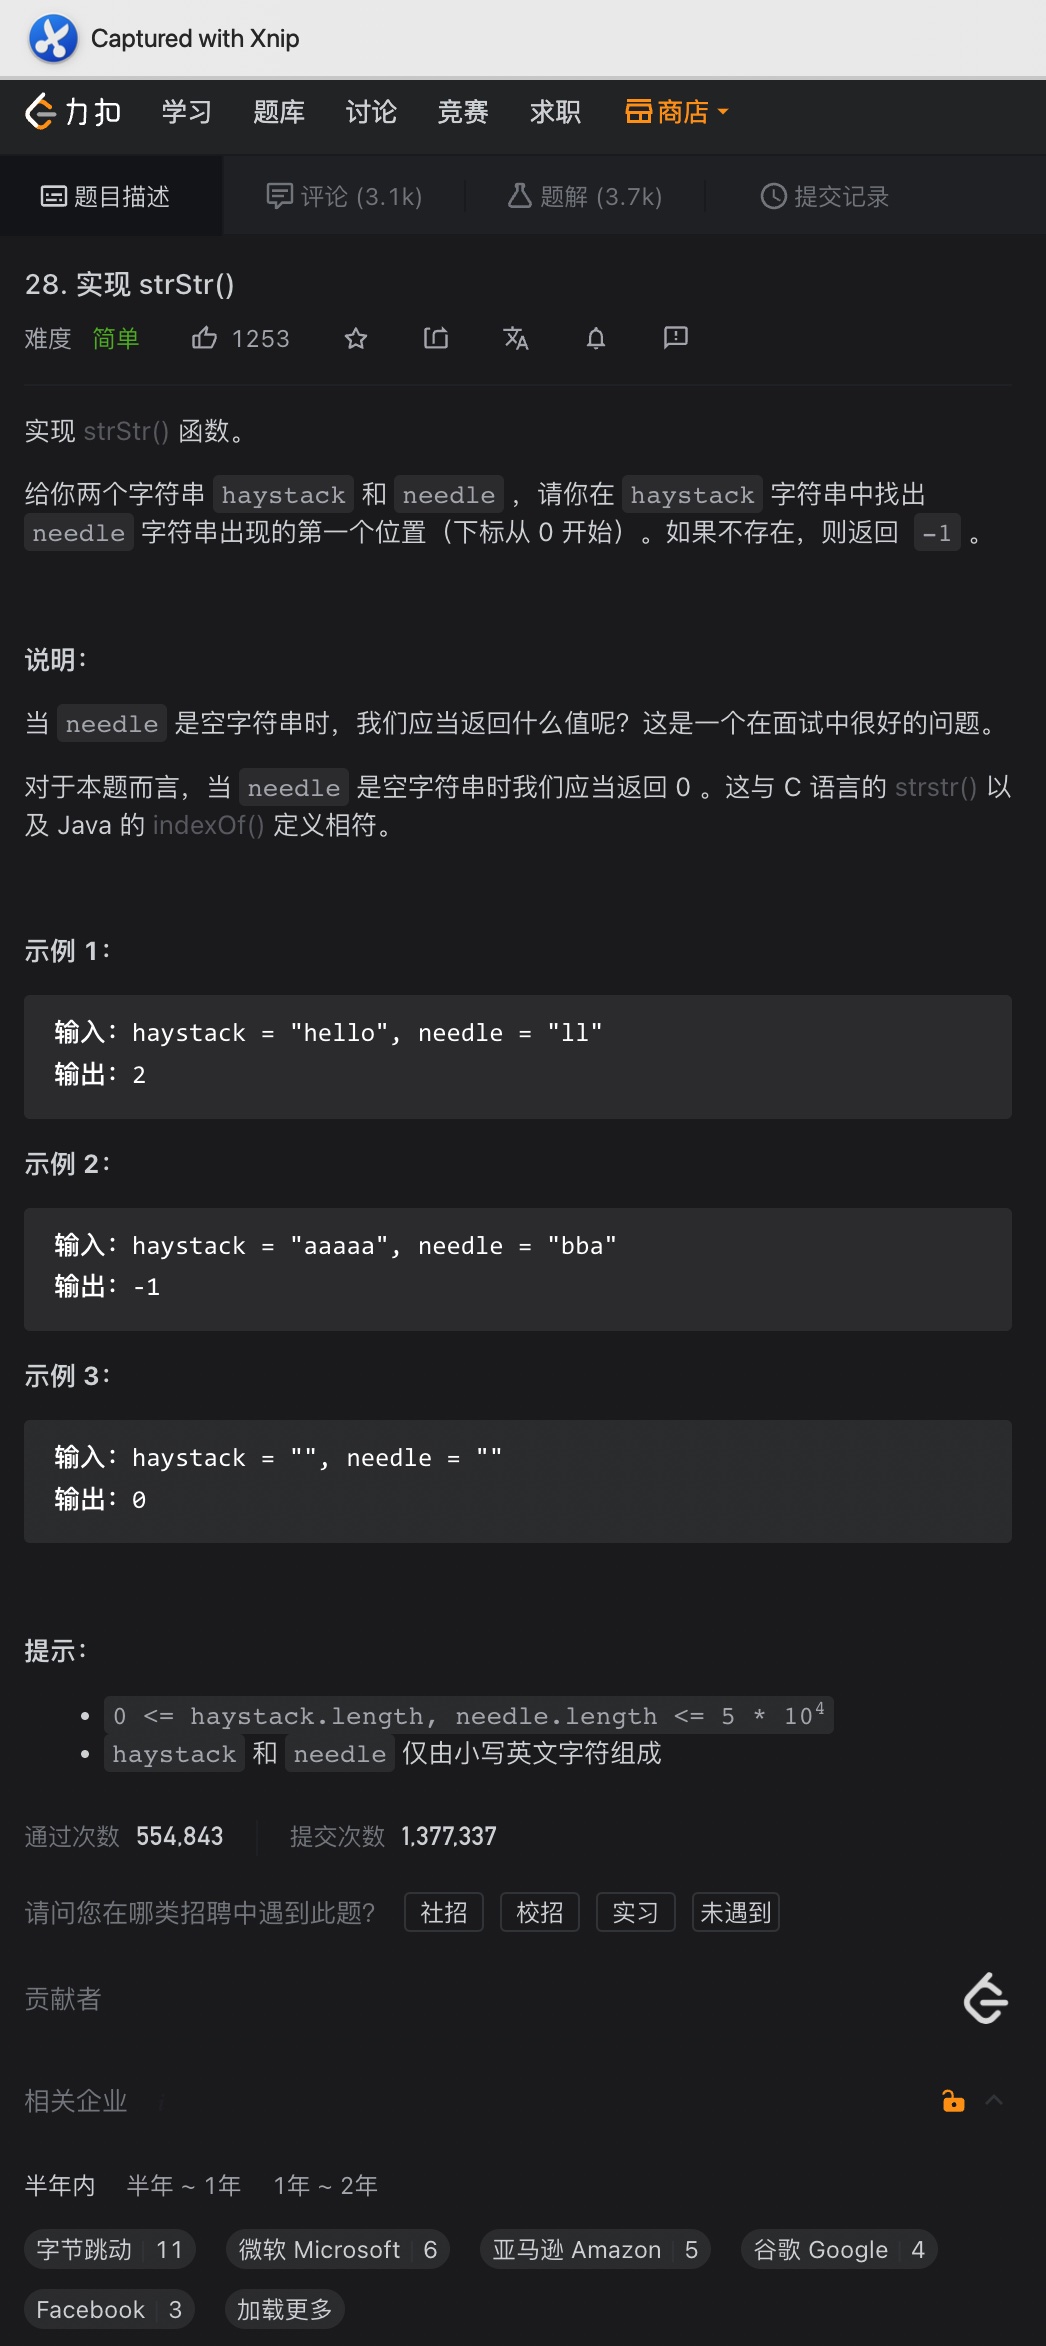 Captured with Xnip
力扣 学习 题库 讨论 竞赛 求职 商店
题目描述 评论 (3.1k) 题解 (3.7k) 提交记录
28. 实现 strStr()
难度 简单 1253
实现 strStr() 函数。
给你两个字符串 haystack 和 needle ，请你在 haystack 字符串中找出
needle 字符串出现的第一个位置（下标从 0 开始）。如果不存在，则返回 -1 。
说明：
当 needle 是空字符串时，我们应当返回什么值呢？这是一个在面试中很好的问题。
对于本题而言，当 needle 是空字符串时我们应当返回 0 。这与 C 语言的 strstr() 以
及 Java 的 indexOf() 定义相符。
示例 1：
输入：haystack = "hello", needle = "ll"
输出：2
示例 2：
输入：haystack = "aaaaa", needle = "bba"
输出：-1
示例 3：
输入：haystack = "", needle = ""
输出：0
提示：
• 0 <= haystack.length, needle.length <= 5 * 10⁴
• haystack 和 needle 仅由小写英文字符组成
通过次数 554,843 提交次数 1,377,337
请问您在哪类招聘中遇到此题？ 社招 校招 实习 未遇到
贡献者
相关企业
半年内 半年 ~ 1年 1年 ~ 2年
字节跳动 11 微软 Microsoft 6 亚马逊 Amazon 5 谷歌 Google 4
Facebook 3 加载更多